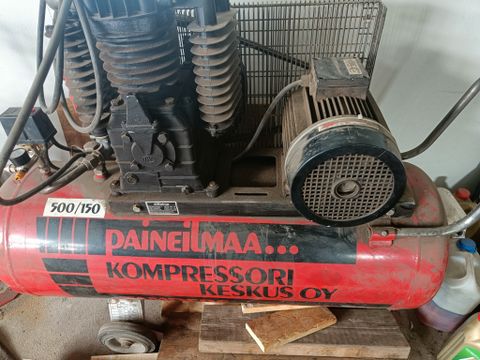 500/150
PAINEILMAA...
KOMPRESSORI
KESKUS OY